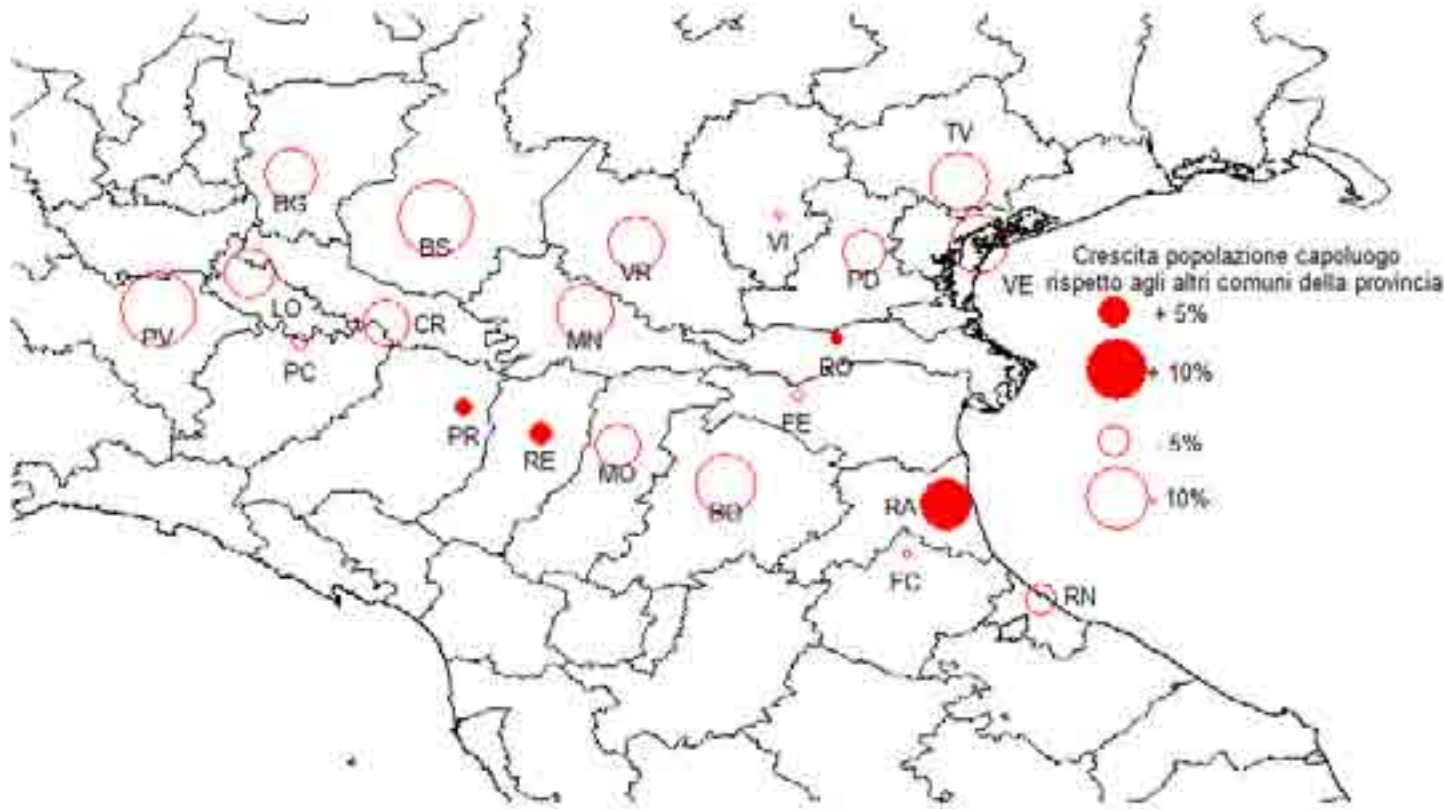 TV
BG
BS
VR
VI
PD
VE
Crescita popolazione capoluogo
rispetto agli altri comuni della provincia
LO
PV
CR
MN
PC
RO
+ 5%
+ 10%
PR
RE
MO
BO
RA
FC
RN
- 5%
- 10%